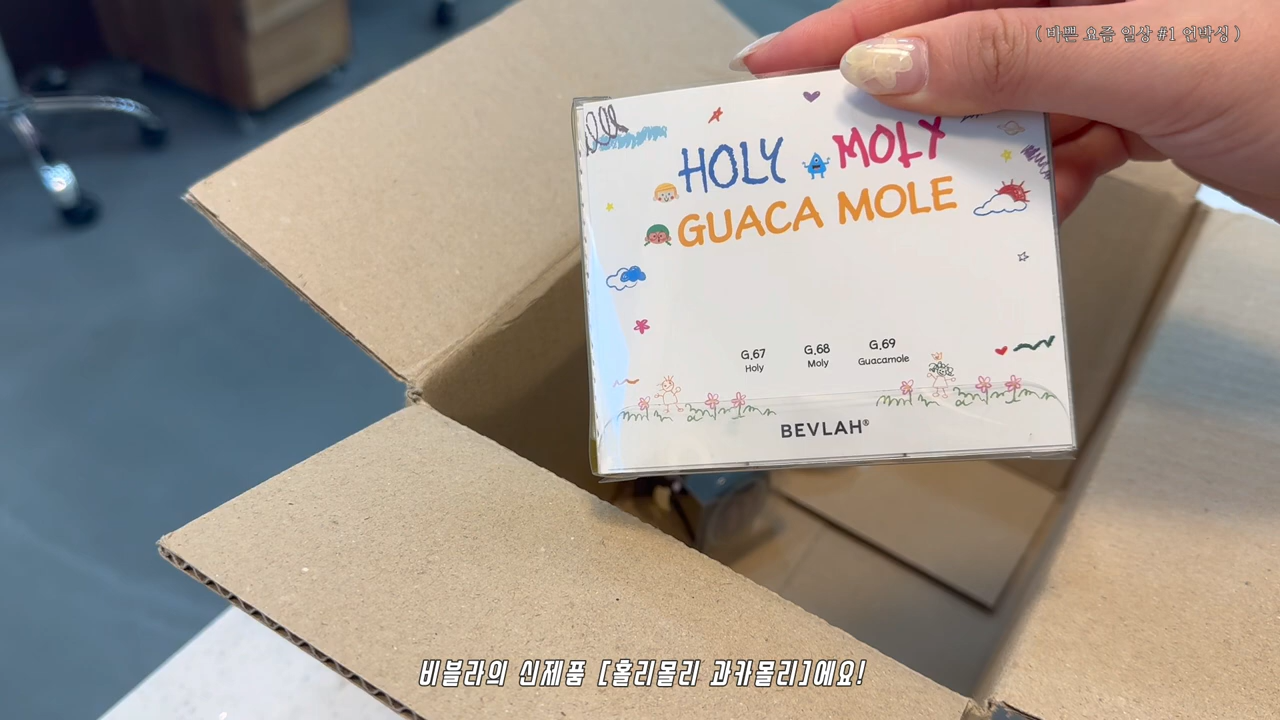 ( 바쁜 요즘 일상 #1 언박싱 )
HOLY MOLY
GUACA MOLE
G.67 G.68 G.69
Holy Moly Guacamole
BEVLAH®
비블라의 신제품 [홀리몰리 과카몰리]에요!